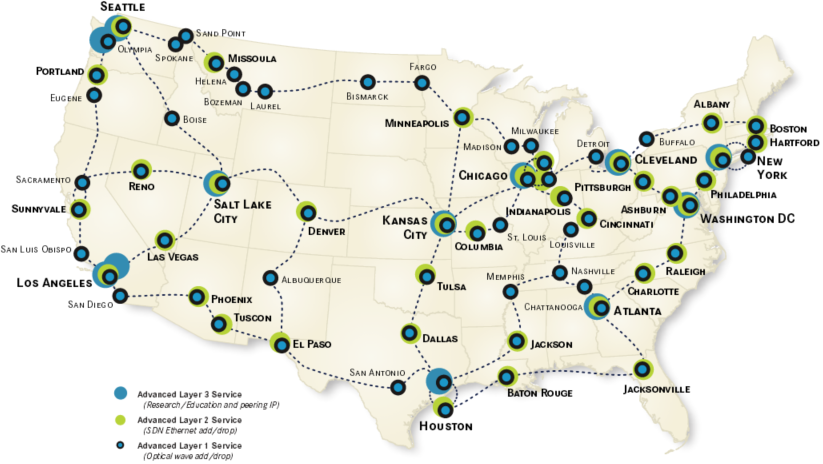 SEATTLE
OLYMPIA
SPOKANE
SAND POINT
MISSOULA
PORTLAND
HELENA
EUGENE
BOZEMAN
LAUREL
BISMARCK
FARGO
BOISE
MINNEAPOLIS
MADISON
MILWAUKEE
DETROIT
BUFFALO
ALBANY
BOSTON
HARTFORD
CLEVELAND
NEW
YORK
CHICAGO
SACRAMENTO
RENO
SALT LAKE
CITY
PITTSBURGH
PHILADELPHIA
SUNNYVALE
DENVER
KANSAS
CITY
COLUMBIA
ST. LOUIS
INDIANAPOLIS
CINCINNATI
ASHBURN
WASHINGTON DC
LOUISVILLE
SAN LUIS OBISPO
LAS VEGAS
LOS ANGELES
SAN DIEGO
PHOENIX
TUSCON
ALBUQUERQUE
TULSA
MEMPHIS
NASHVILLE
RALEIGH
CHARLOTTE
CHATTANOOGA
ATLANTA
EL PASO
DALLAS
JACKSON
SAN ANTONIO
BATON ROUGE
JACKSONVILLE
HOUSTON
Advanced Layer 3 Service
(Research/Education and peering IP)
Advanced Layer 2 Service
(SDN Ethernet add/drop)
Advanced Layer 1 Service
(Optical wave add/drop)